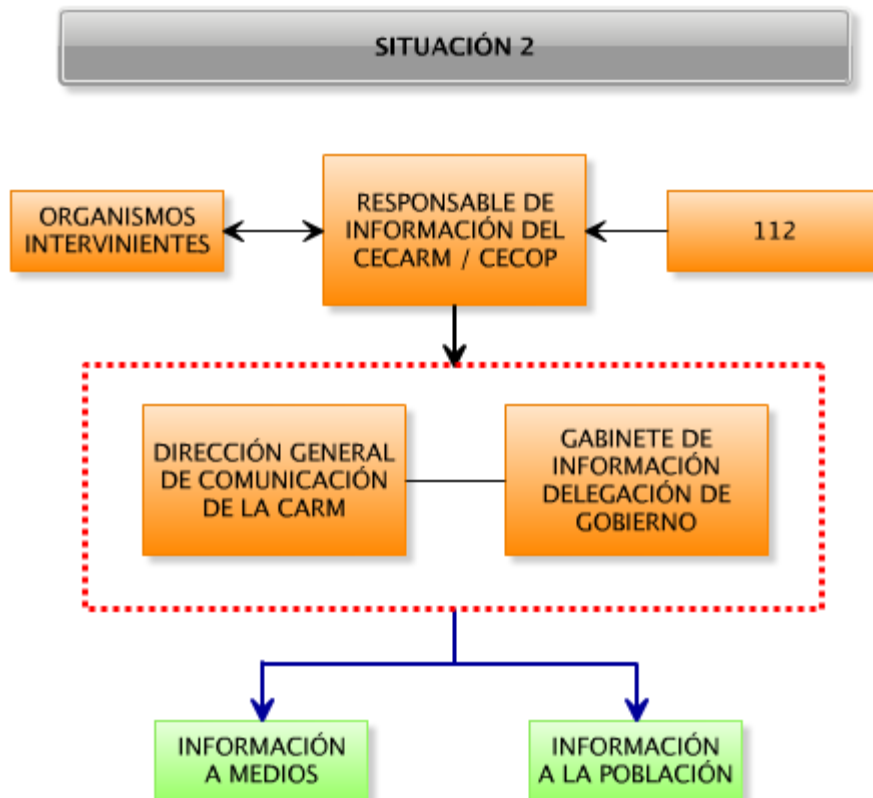 SITUACIÓN 2
ORGANISMOS
INTERVINIENTES
RESPONSABLE DE
INFORMACIÓN DEL
CECARM / CECOP
112
DIRECCIÓN GENERAL
DE COMUNICACIÓN
DE LA CARM
GABINETE DE
INFORMACIÓN
DELEGACIÓN DE
GOBIERNO
INFORMACIÓN
A MEDIOS
INFORMACIÓN
A LA POBLACIÓN